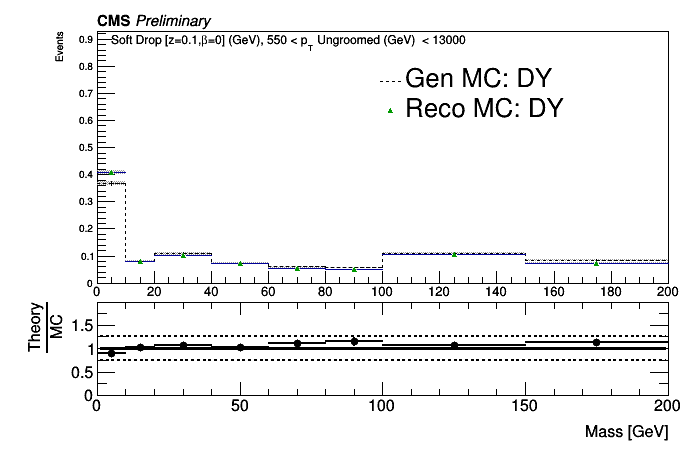 CMS Preliminary
Events
Soft Drop [z=0.1,β=0] (GeV), 550 < pT Ungroomed (GeV) < 13000
Gen MC: DY
Reco MC: DY
0.9
0.8
0.7
0.6
0.5
0.4
0.3
0.2
0.1
0
0 20 40 60 80 100 120 140 160 180 200
Theory
MC
1.5
1
0.5
0
0 50 100 150 200
Mass [GeV]